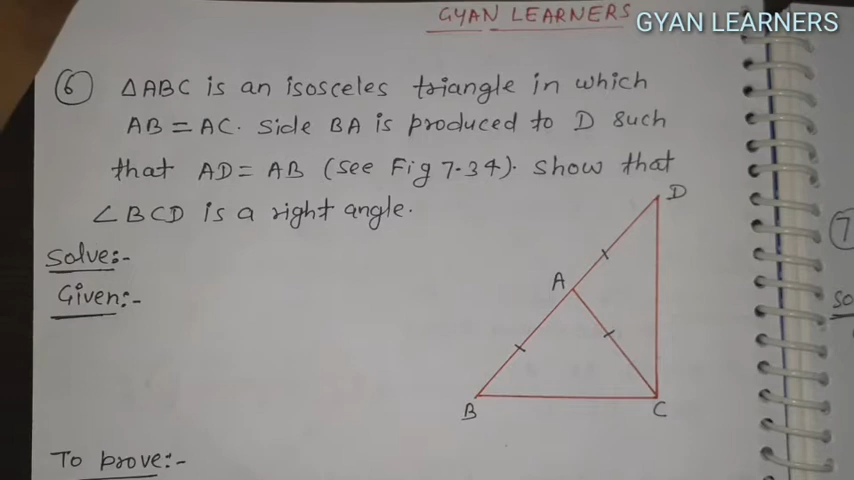 GYAN LEARNERS
GYAN LEARNERS
6 ΔABC is an isosceles triangle in which
AB = AC. Side BA is produced to D such
that AD = AB (see Fig 7.34). Show that
∠BCD is a right angle.
Solve:-
Given:-
To prove:-
D
A
B
C
7
So